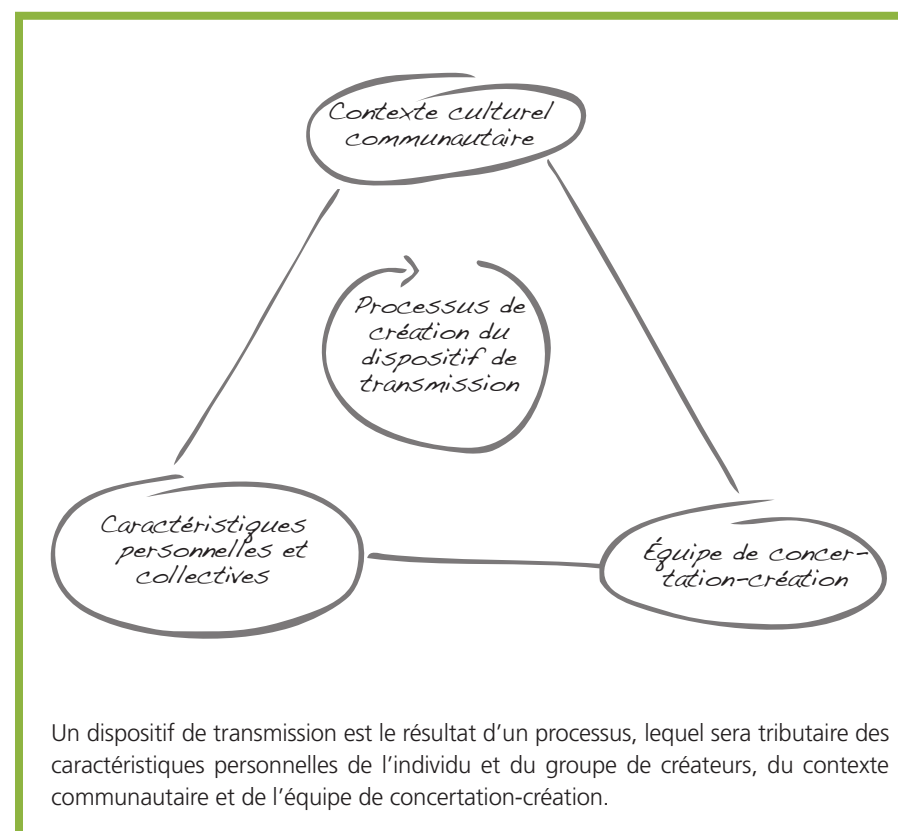 Contexte culturel
communautaire
Processus de
création du
dispositif de
transmission
Caractéristiques
personnelles et
collectives
Équipe de concer-
tation-création
Un dispositif de transmission est le résultat d’un processus, lequel sera tributaire des
caractéristiques personnelles de l’individu et du groupe de créateurs, du contexte
communautaire et de l’équipe de concertation-création.